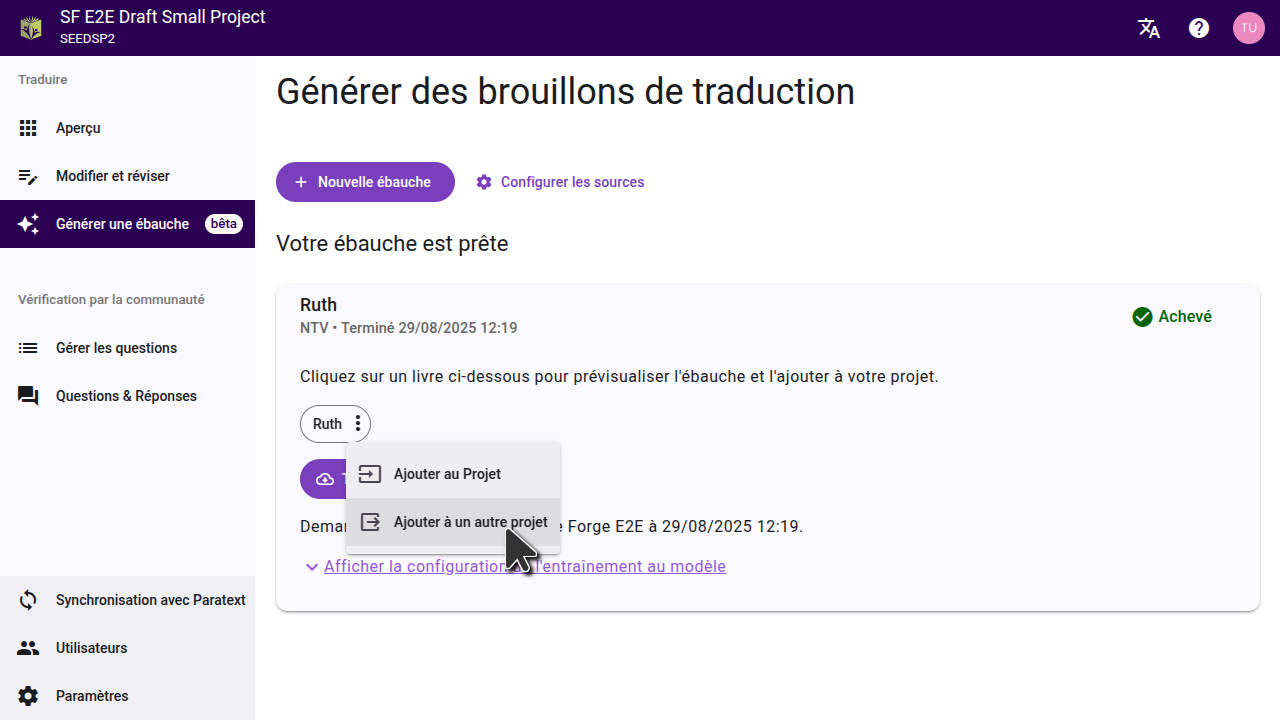 SF E2E Draft Small Project
SEEDSP2
TU
Traduire
Aperçu
Modifier et réviser
Générer une ébauche bêta
Vérification par la communauté
Gérer les questions
Questions & Réponses
Synchronisation avec Paratext
Utilisateurs
Paramètres
Générer des brouillons de traduction
Nouvelle ébauche
Configurer les sources
Votre ébauche est prête
Ruth
NTV • Terminé 29/08/2025 12:19
Achevé
Cliquez sur un livre ci-dessous pour prévisualiser l'ébauche et l'ajouter à votre projet.
Ruth
Ajouter au Projet
Ajouter à un autre projet
Forge E2E à 29/08/2025 12:19.
Afficher la configuration l'entraînement au modèle